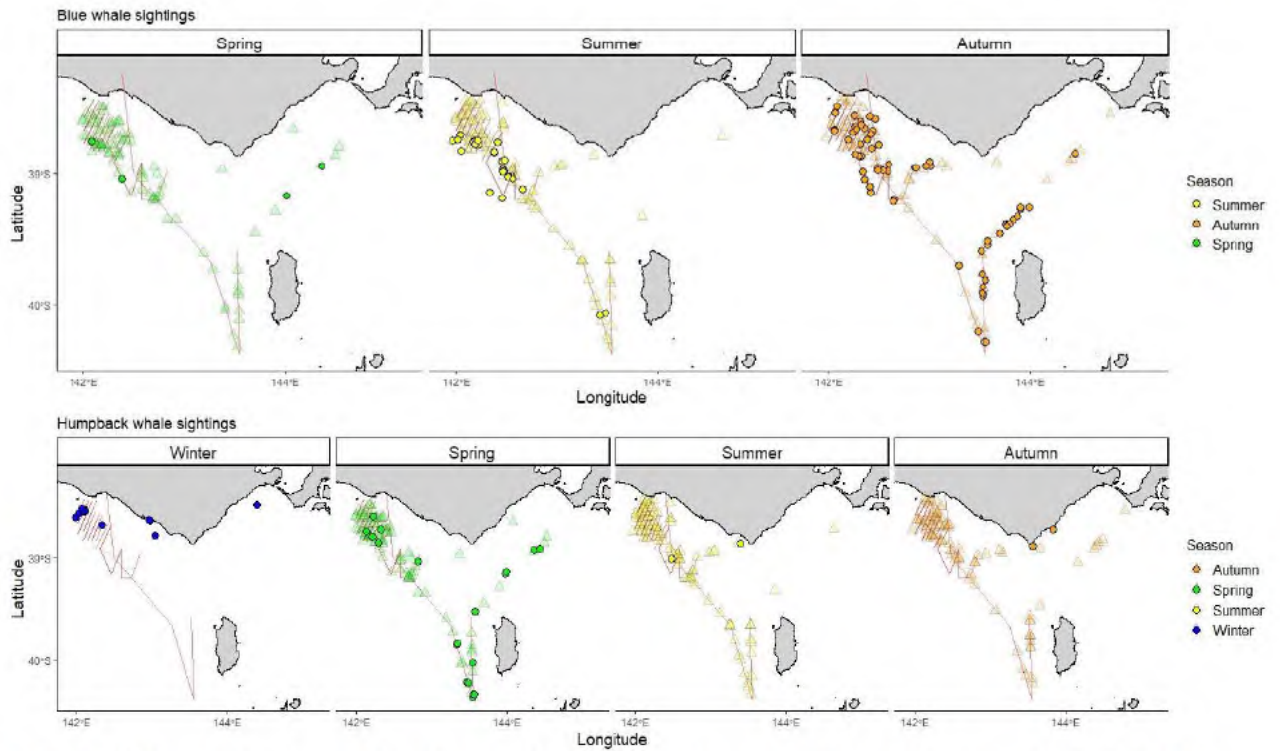 Blue whale sightings
Spring
Summer
Autumn
39°S
40°S
Latitude
142°E
144°E
142°E
144°E
142°E
144°E
Longitude
Season
Summer
Autumn
Spring
Humpback whale sightings
Winter
Spring
Summer
Autumn
39°S
40°S
Latitude
142°E
144°E
142°E
144°E
142°E
144°E
142°E
144°E
Longitude
Season
Autumn
Spring
Summer
Winter